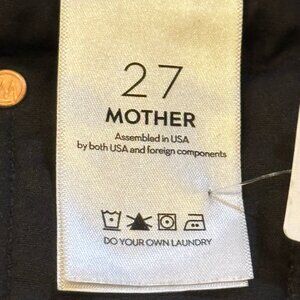 27
MOTHER
Assembled in USA
by both USA and foreign components
DO YOUR OWN LAUNDRY